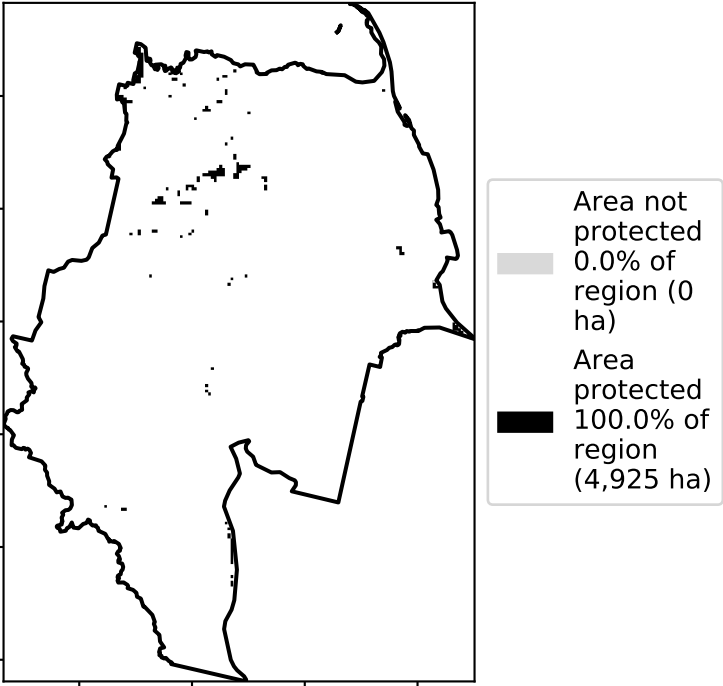 Area not
protected
0.0% of
region (0
ha)
Area
protected
100.0% of
region
(4,925 ha)